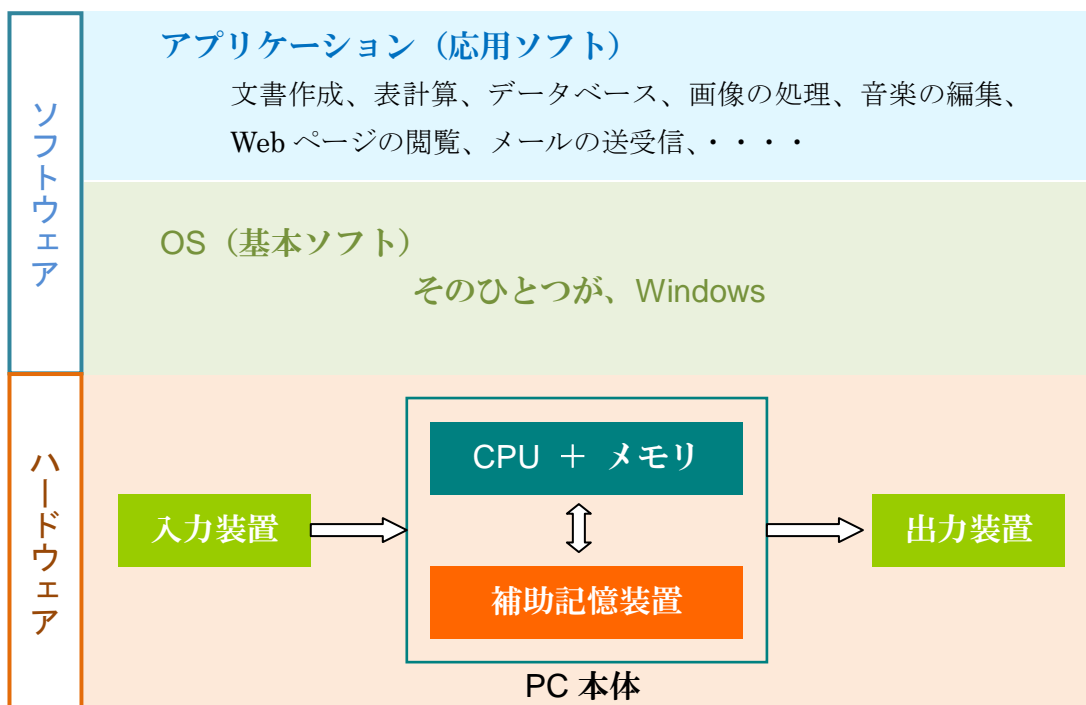 ソフトウェア
アプリケーション（応用ソフト）
文書作成、表計算、データベース、画像の処理、音楽の編集、
Web ページの閲覧、メールの送受信、・・・・
OS（基本ソフト）
そのひとつが、Windows
ハードウェア
CPU ＋ メモリ
入力装置
出力装置
補助記憶装置
PC 本体